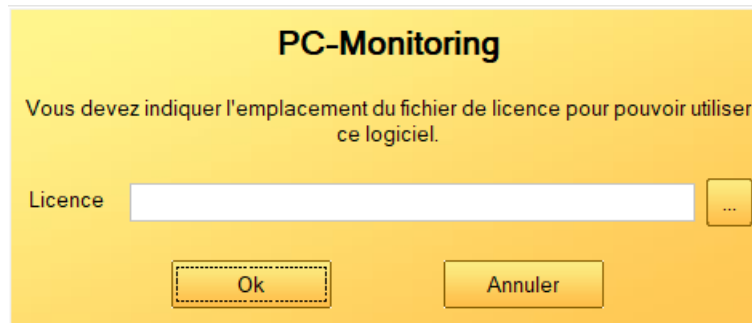 PC-Monitoring
Vous devez indiquer l'emplacement du fichier de licence pour pouvoir utiliser
ce logiciel.
Licence
...
Ok
Annuler